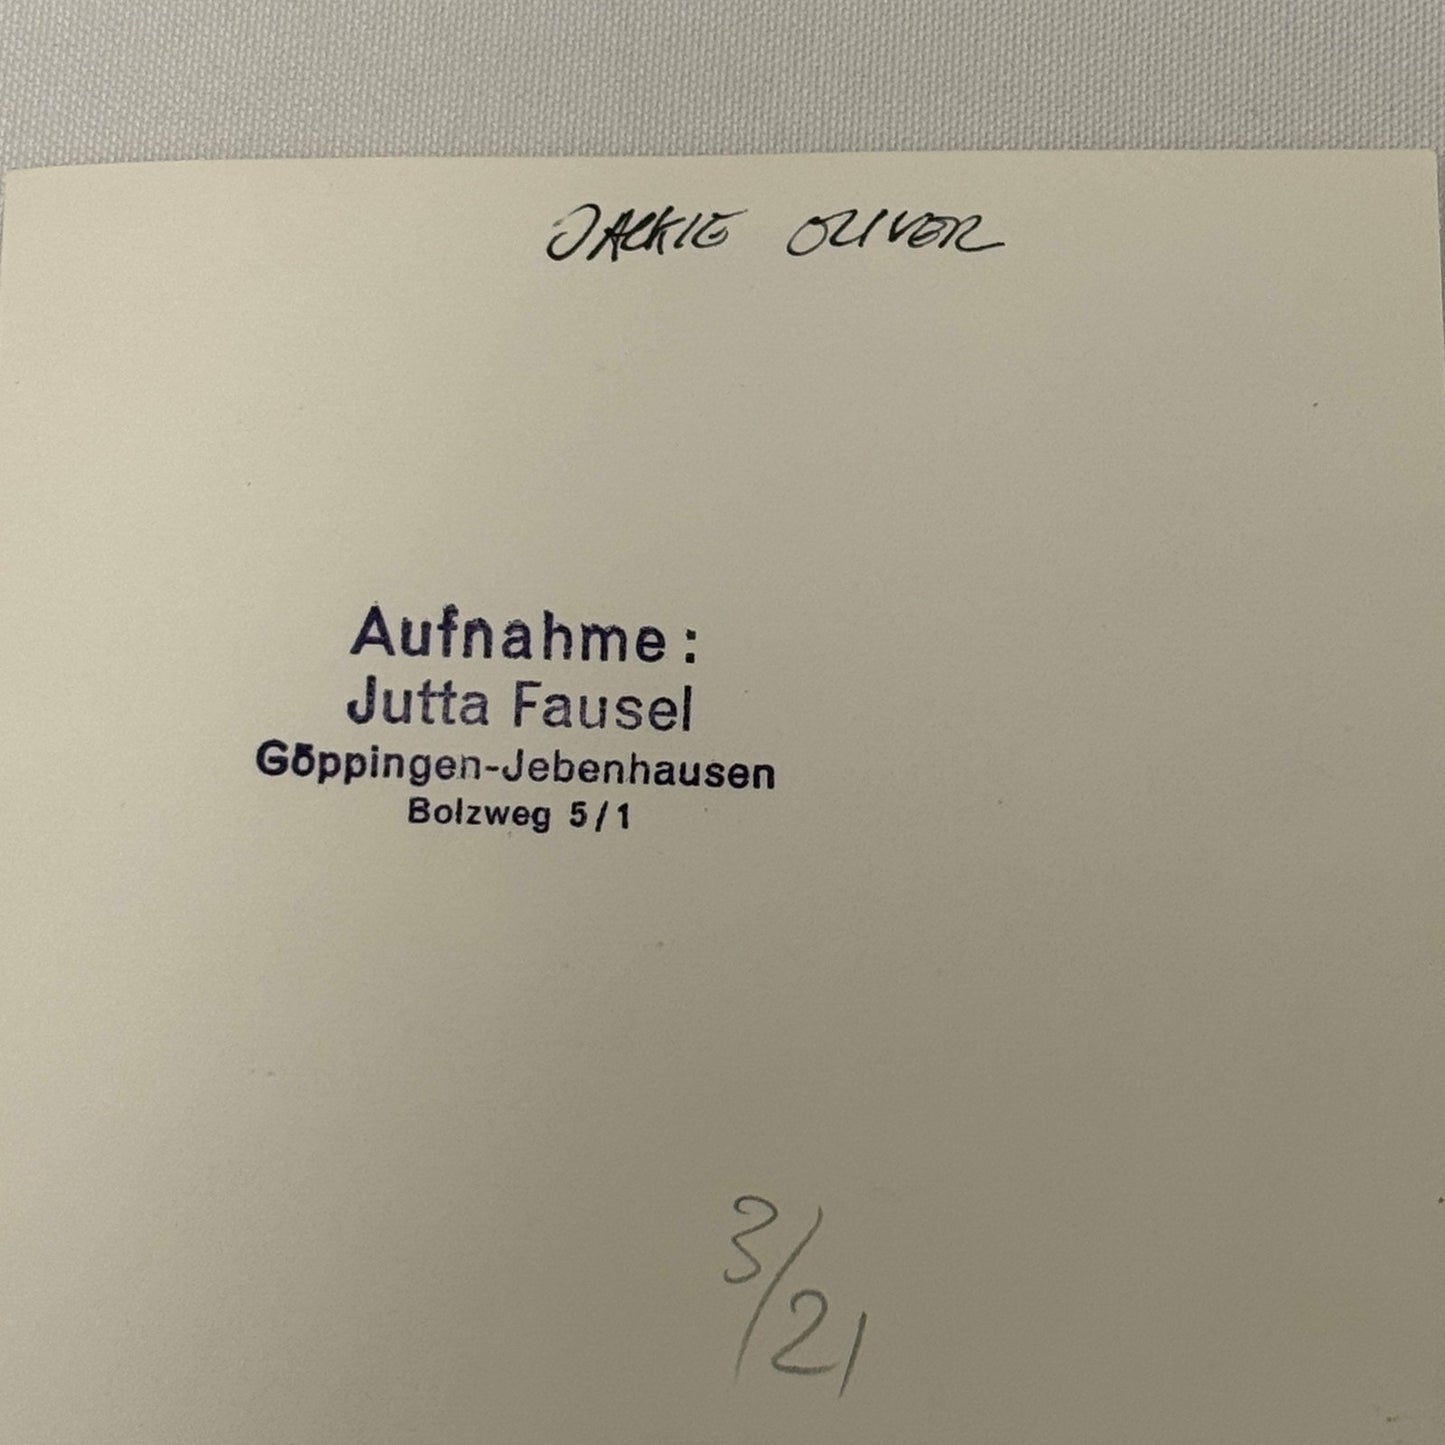 JACKIE OLIVER
Aufnahme:
Jutta Fausel
Göppingen-Jebenhausen
Bolzweg 5/1
3/21